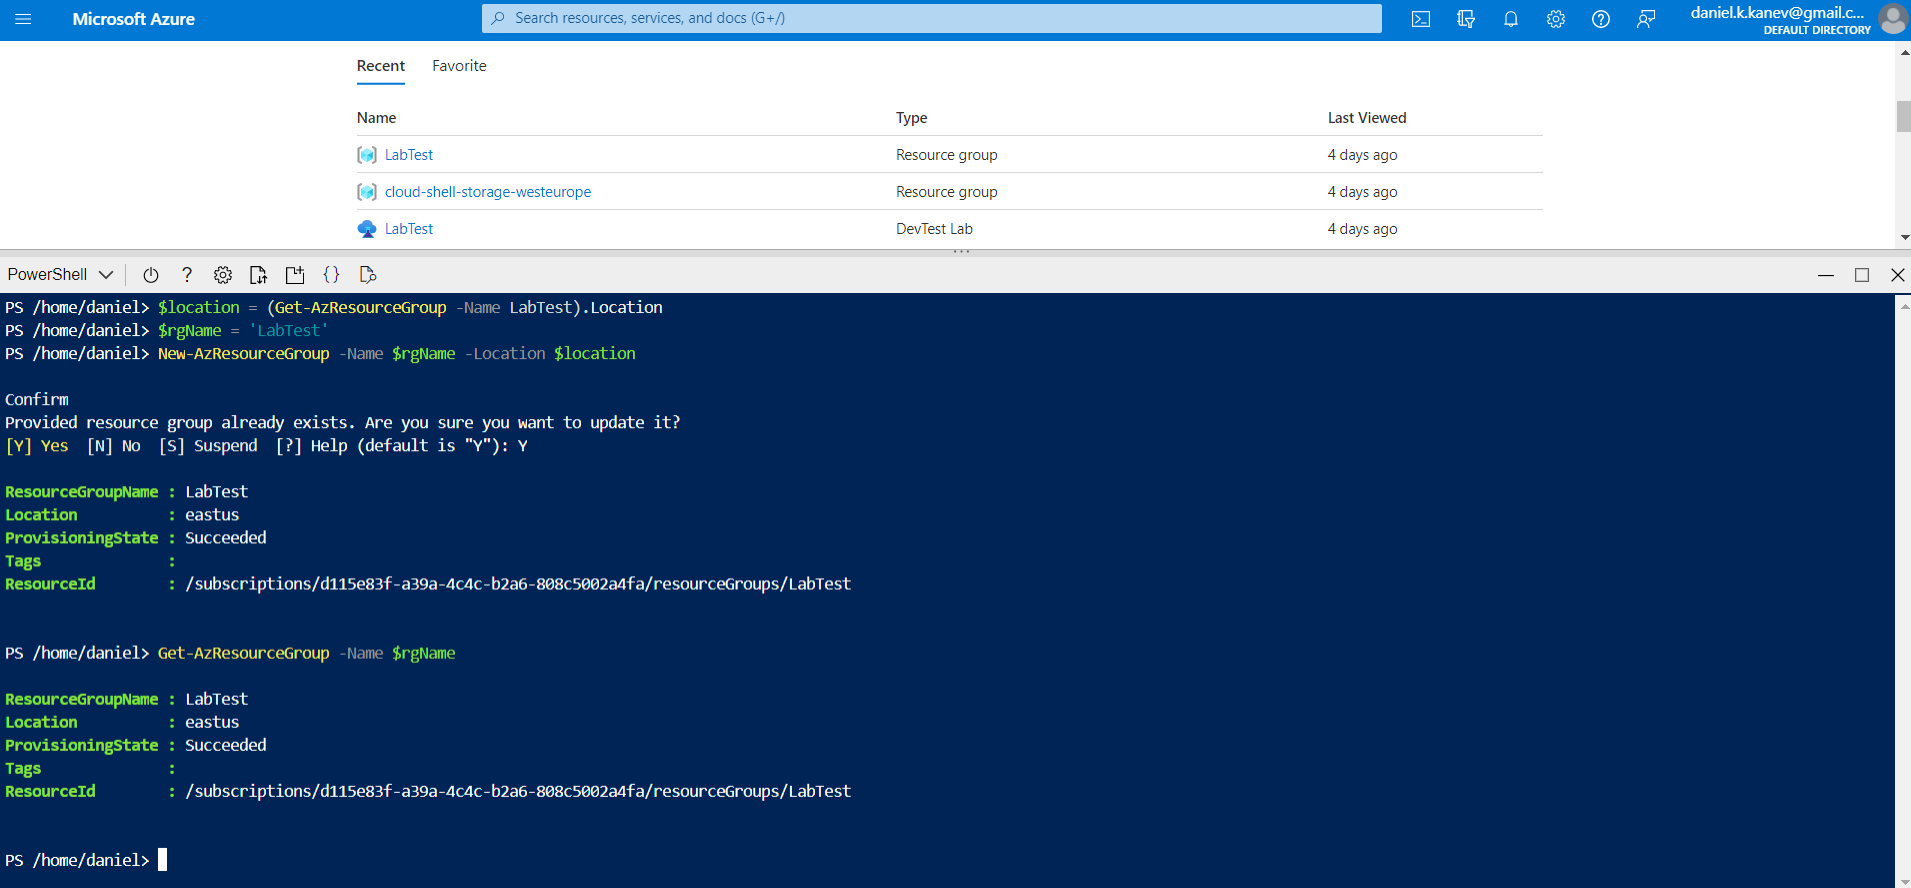 Microsoft Azure
Search resources, services, and docs (G+/)
daniel.k.kanev@gmail.c...
DEFAULT DIRECTORY
Recent Favorite
Name Type Last Viewed
LabTest Resource group 4 days ago
cloud-shell-storage-westeurope Resource group 4 days ago
LabTest DevTest Lab 4 days ago
PowerShell
PS /home/daniel> $location = (Get-AzResourceGroup -Name LabTest).Location
PS /home/daniel> $rgName = 'LabTest'
PS /home/daniel> New-AzResourceGroup -Name $rgName -Location $location
Confirm
Provided resource group already exists. Are you sure you want to update it?
[Y] Yes [N] No [S] Suspend [?] Help (default is "Y"): Y
ResourceGroupName : LabTest
Location : eastus
ProvisioningState : Succeeded
Tags :
ResourceId : /subscriptions/d115e83f-a39a-4c4c-b2a6-808c5002a4fa/resourceGroups/LabTest
PS /home/daniel> Get-AzResourceGroup -Name $rgName
ResourceGroupName : LabTest
Location : eastus
ProvisioningState : Succeeded
Tags :
ResourceId : /subscriptions/d115e83f-a39a-4c4c-b2a6-808c5002a4fa/resourceGroups/LabTest
PS /home/daniel>